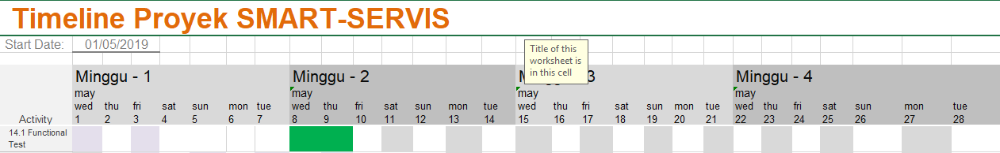 Timeline Proyek SMART-SERVIS
Start Date: 01/05/2019
Title of this
worksheet is
in this cell
Minggu - 1 Minggu - 2 M 3 Minggu - 4
may may may may
wed thu fri sat sun mon tue wed thu fri sat sun mon tue wed thu fri sat sun mon tue wed thu fri sat sun mon tue
Activity 1 2 3 4 5 6 7 8 9 10 11 12 13 14 15 16 17 18 19 20 21 22 23 24 25 26 27 28
14.1 Functional
Test